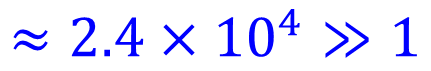 ≈ 2.4 × 10⁴ ≫ 1